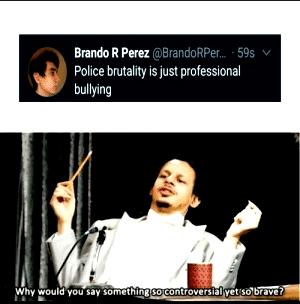 Brando R Perez @BrandoRPer... · 59s
Police brutality is just professional
bullying
Why would you say something so controversial yet so brave?